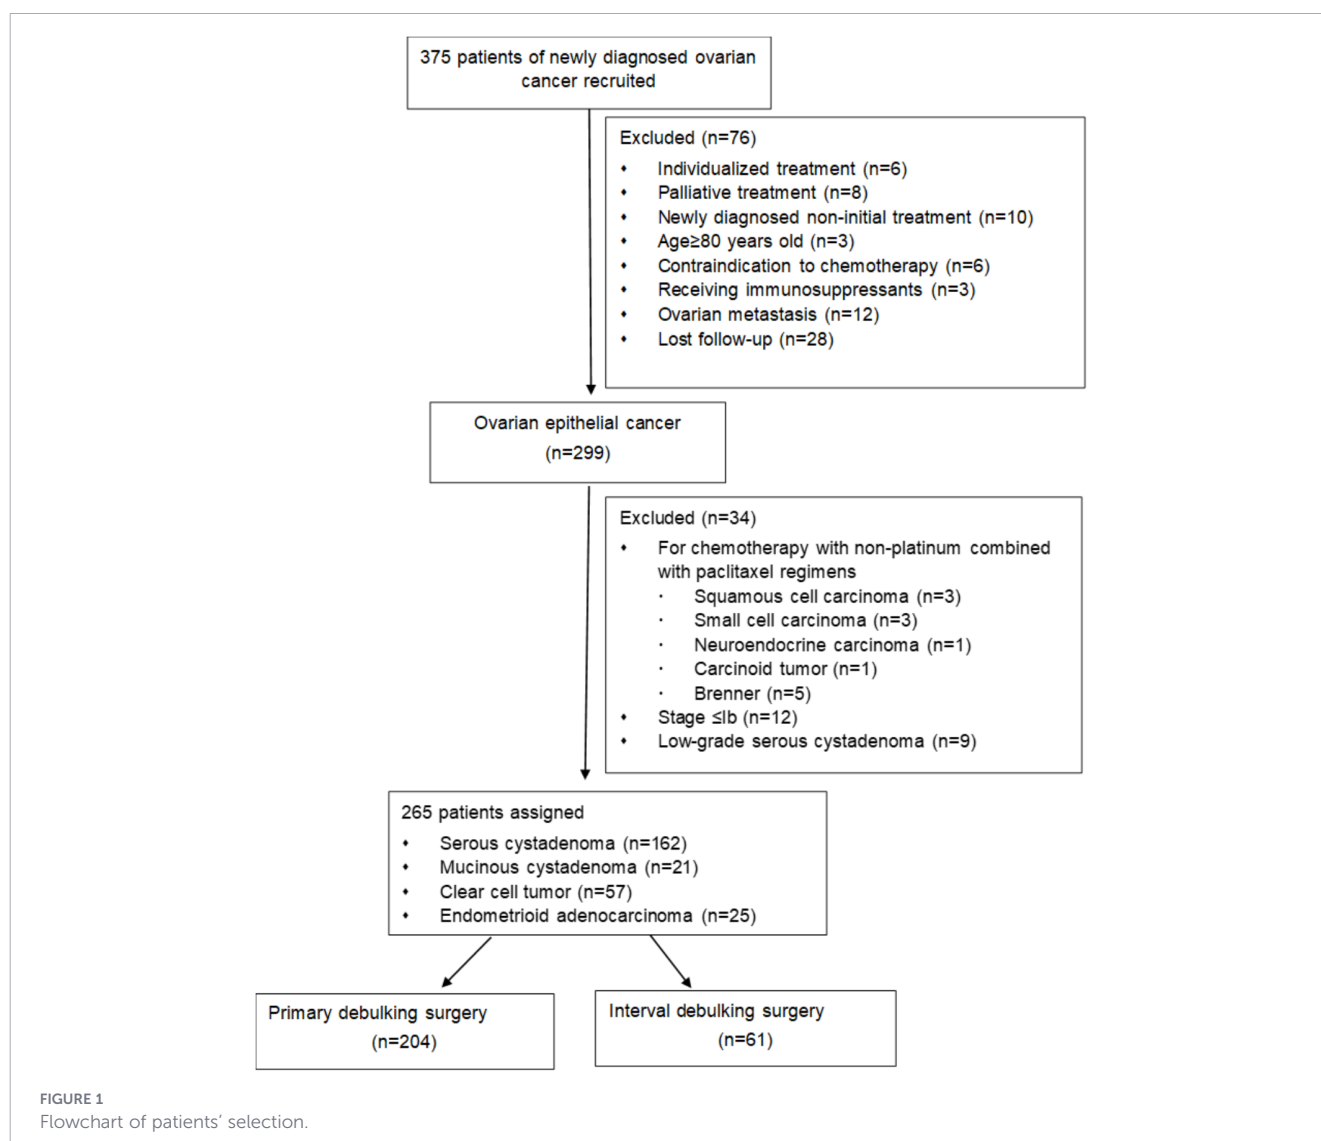 375 patients of newly diagnosed ovarian
cancer recruited
Excluded (n=76)
• Individualized treatment (n=6)
• Palliative treatment (n=8)
• Newly diagnosed non-initial treatment (n=10)
• Age≥80 years old (n=3)
• Contraindication to chemotherapy (n=6)
• Receiving immunosuppressants (n=3)
• Ovarian metastasis (n=12)
• Lost follow-up (n=28)
Ovarian epithelial cancer
(n=299)
Excluded (n=34)
• For chemotherapy with non-platinum combined
with paclitaxel regimens
· Squamous cell carcinoma (n=3)
· Small cell carcinoma (n=3)
· Neuroendocrine carcinoma (n=1)
· Carcinoid tumor (n=1)
· Brenner (n=5)
• Stage ≤Ib (n=12)
• Low-grade serous cystadenoma (n=9)
265 patients assigned
• Serous cystadenoma (n=162)
• Mucinous cystadenoma (n=21)
• Clear cell tumor (n=57)
• Endometrioid adenocarcinoma (n=25)
Primary debulking surgery
(n=204)
Interval debulking surgery
(n=61)
FIGURE 1
Flowchart of patients' selection.